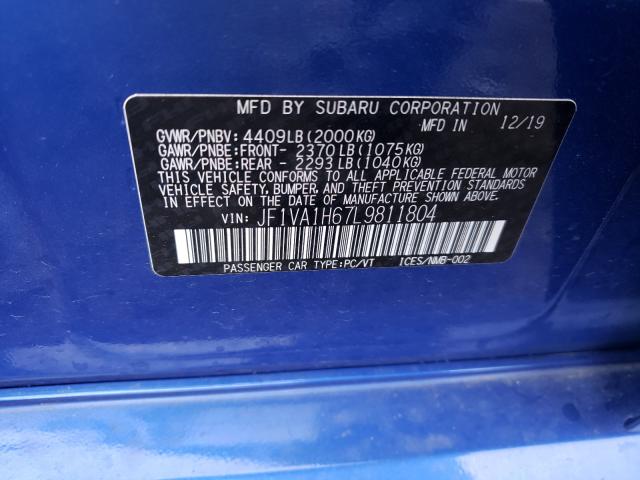 MFD BY SUBARU CORPORATION
MFD IN 12/19
GVWR/PNBV: 4409LB(2000KG)
GAWR/PNBE:FRONT- 2370LB(1075KG)
GAWR/PNBE:REAR - 2293LB(1040KG)
THIS VEHICLE CONFORMS TO ALL APPLICABLE FEDERAL MOTOR
VEHICLE SAFETY, BUMPER, AND THEFT PREVENTION STANDARDS
IN EFFECT ON THE DATE OF MANUFACTURE SHOWN ABOVE.
VIN: JF1VA1H67L9811804
PASSENGER CAR TYPE:PC/VT ICES/NMB-002